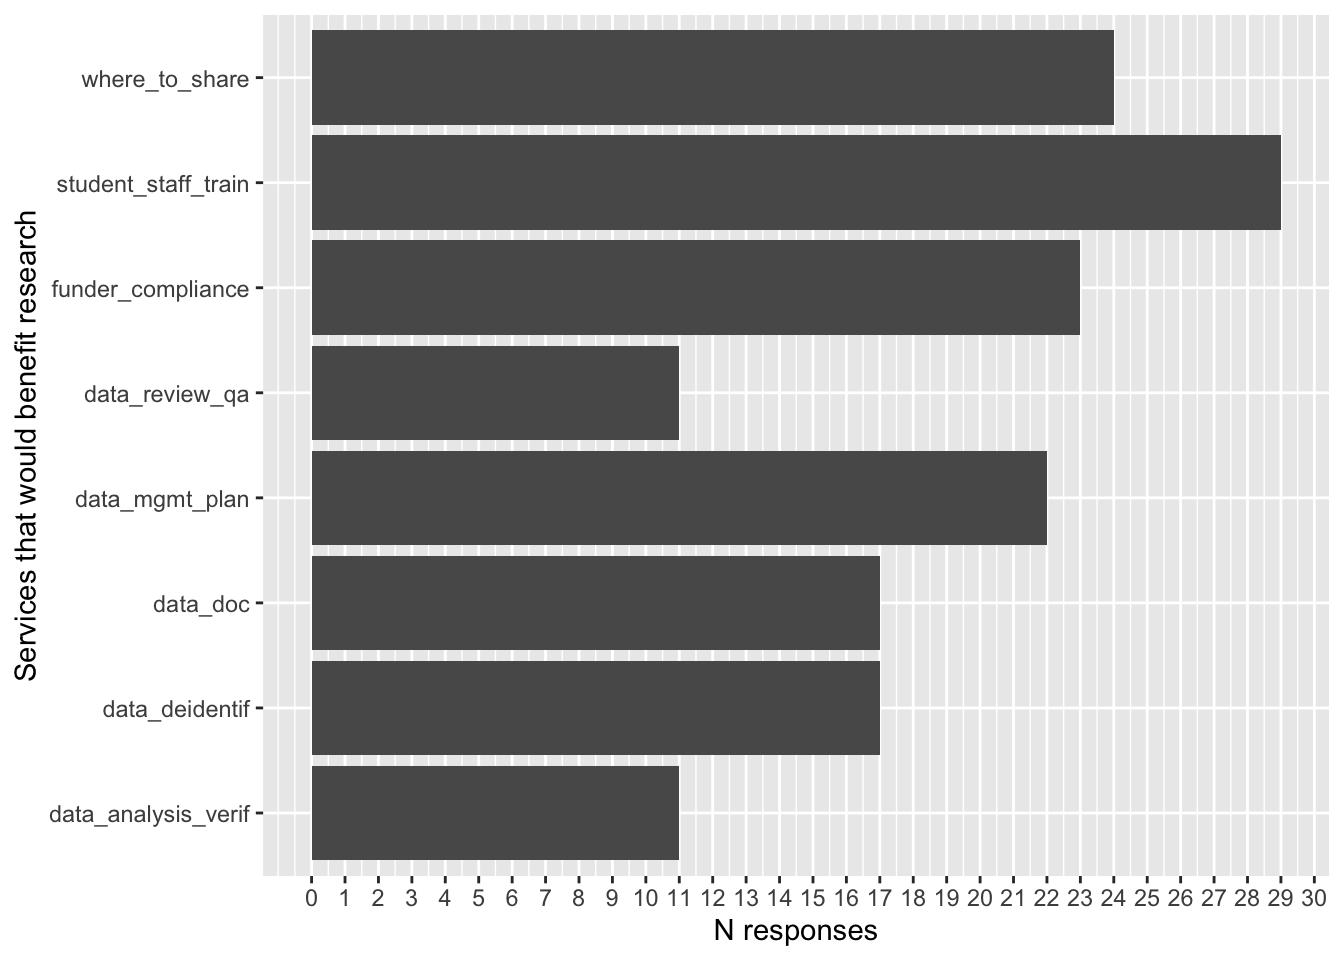 Services that would benefit research
where_to_share
student_staff_train
funder_compliance
data_review_qa
data_mgmt_plan
data_doc
data_deidentif
data_analysis_verif
0 1 2 3 4 5 6 7 8 9 10 11 12 13 14 15 16 17 18 19 20 21 22 23 24 25 26 27 28 29 30
N responses